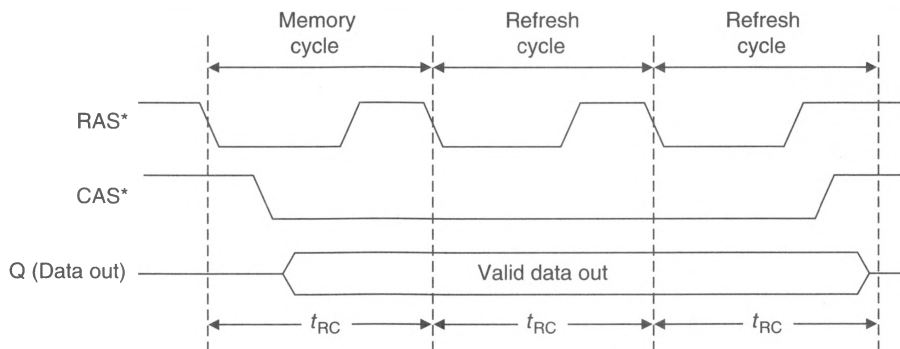 Memory cycle
Refresh cycle
Refresh cycle
RAS*
CAS*
Q (Data out)
Valid data out
tRC
tRC
tRC